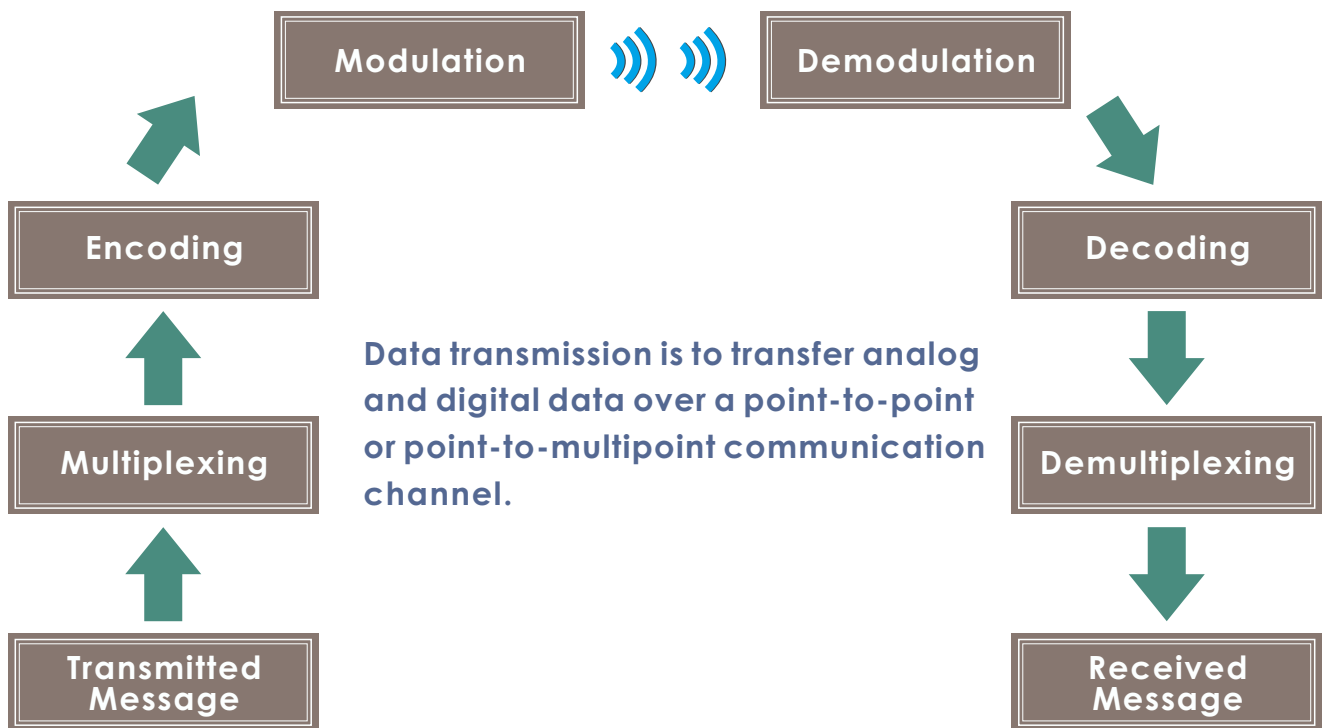 Modulation
Demodulation
Encoding
Decoding
Data transmission is to transfer analog
and digital data over a point-to-point
or point-to-multipoint communication
channel.
Multiplexing
Demultiplexing
Transmitted
Message
Received
Message